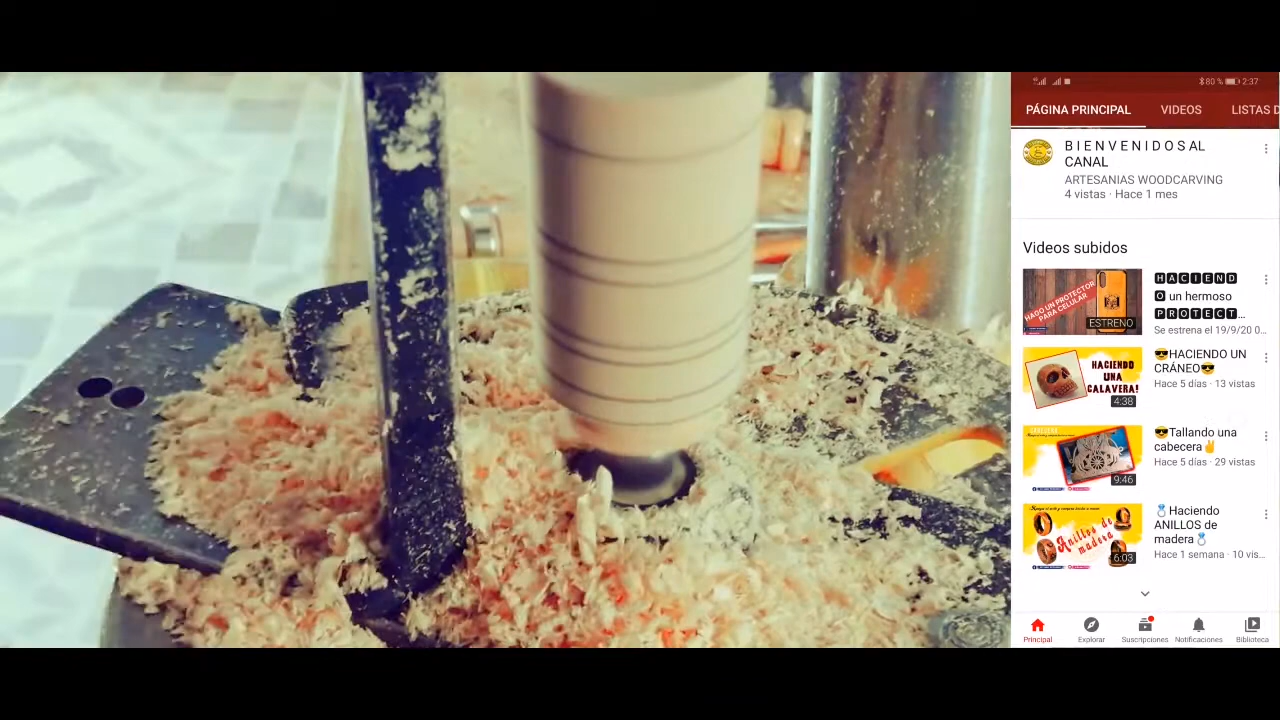 80 % 2:37
PÁGINA PRINCIPAL VIDEOS LISTAS D
B I E N V E N I D O S AL
CANAL
ARTESANIAS WOODCARVING
4 vistas · Hace 1 mes
Videos subidos
HAGO UN PROTECTOR
PARA CELULAR
ESTRENO
HACIEND
O un hermoso
PROTECT...
Se estrena el 19/9/20 0...
HACIENDO
UNA
CALAVERA!
4:38
😎HACIENDO UN
CRÁNEO😎
Hace 5 días · 13 vistas
9:46
😎Tallando una
cabecera✌
Hace 5 días · 29 vistas
Anillos de
madera
6:03
💍Haciendo
ANILLOS de
madera💍
Hace 1 semana · 10 vis...
Principal Explorar Suscripciones Notificaciones Biblioteca